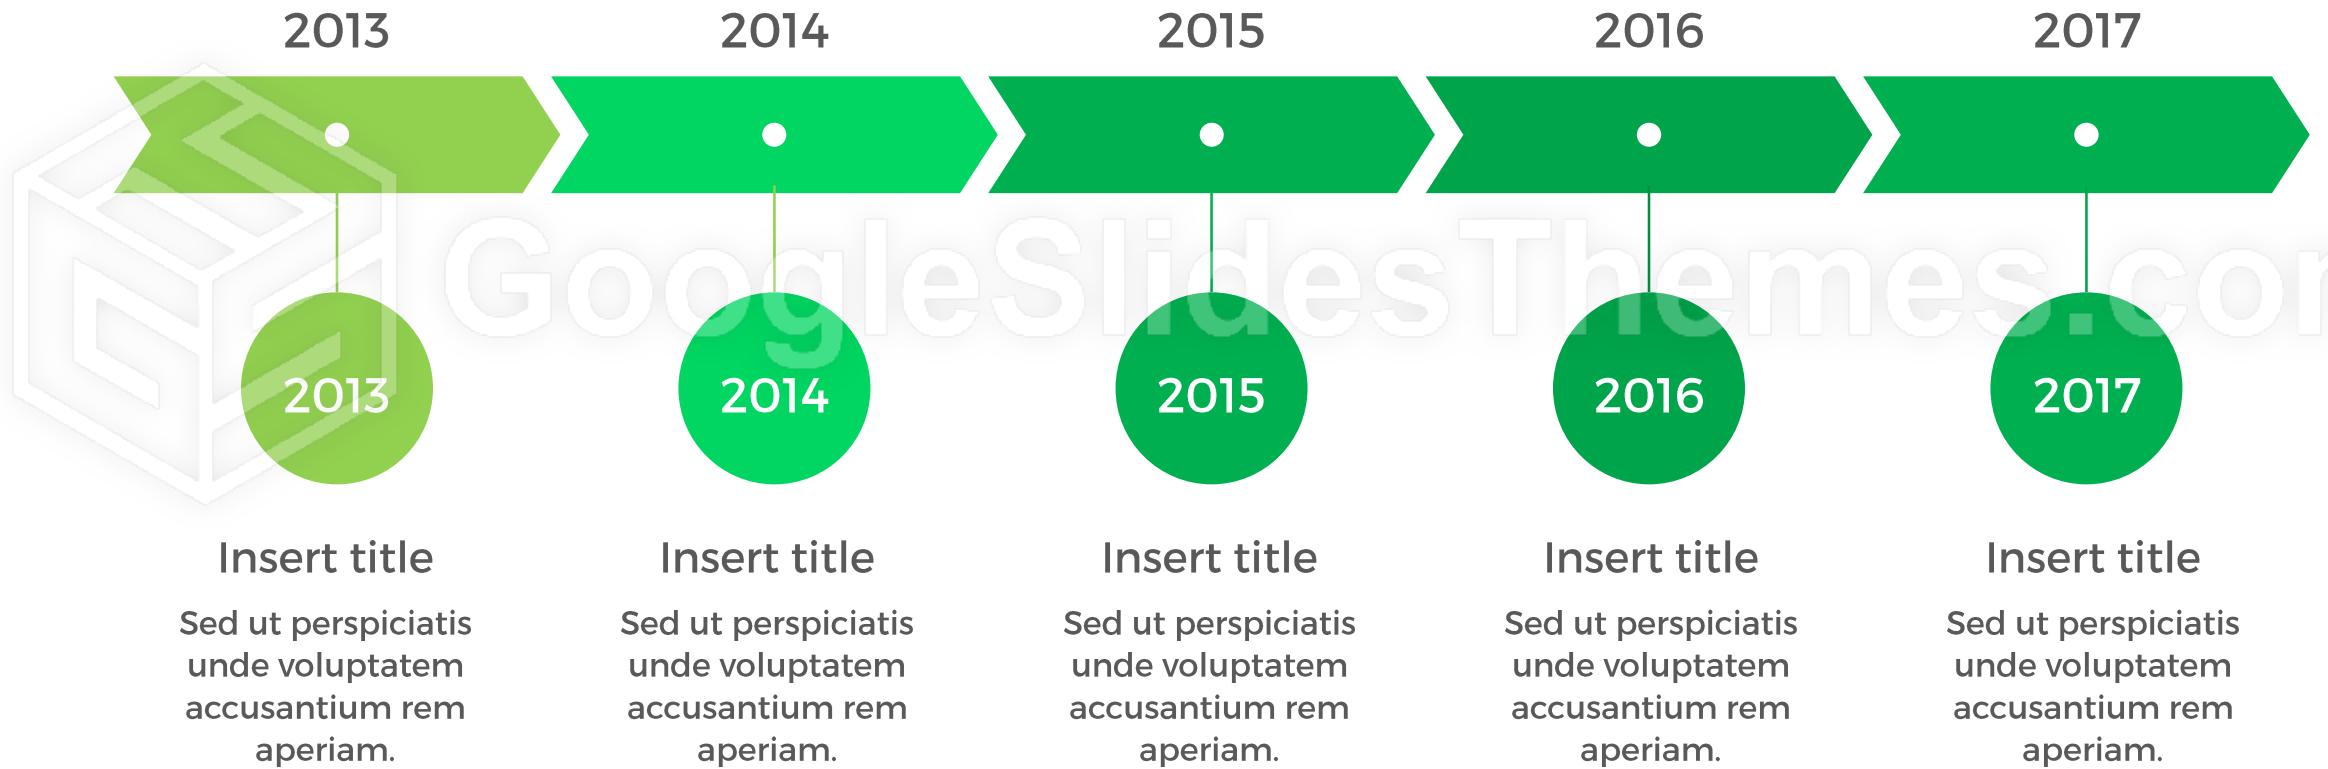 2013 2014 2015 2016 2017
GoogleSlidesThemes.com
2013 2014 2015 2016 2017
Insert title Insert title Insert title Insert title Insert title
Sed ut perspiciatis
unde voluptatem
accusantium rem
aperiam.
Sed ut perspiciatis
unde voluptatem
accusantium rem
aperiam.
Sed ut perspiciatis
unde voluptatem
accusantium rem
aperiam.
Sed ut perspiciatis
unde voluptatem
accusantium rem
aperiam.
Sed ut perspiciatis
unde voluptatem
accusantium rem
aperiam.